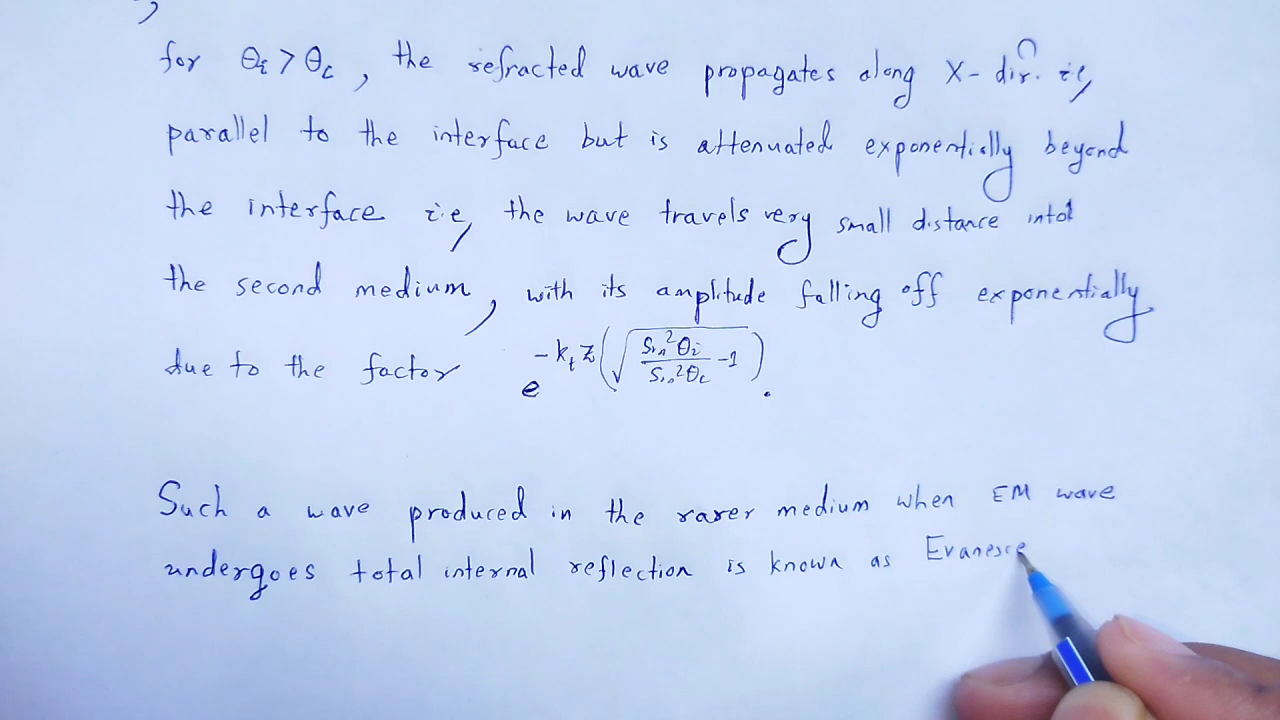 for θi > θc, the refracted wave propagates along X-dirⁿ. ie,
parallel to the interface but is attenuated exponentially beyond
the interface i.e, the wave travels very small distance into
the second medium, with its amplitude falling off exponentially
due to the factor e^{-k_t z(√(Sin²θi/Sin²θc - 1))}.
Such a wave produced in the rarer medium when EM wave
undergoes total internal reflection is known as Evanesce